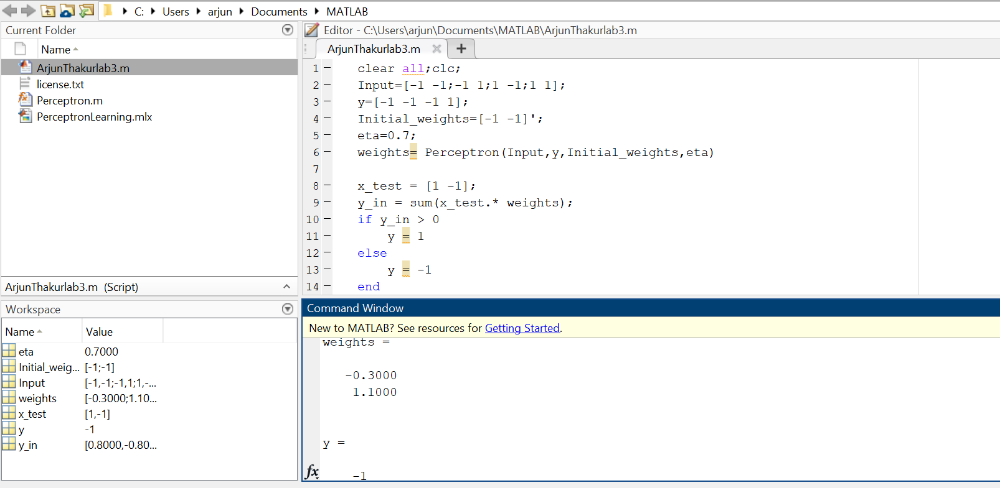 C: Users arjun Documents MATLAB
Current Folder
Name
ArjunThakurlab3.m
license.txt
Perceptron.m
PerceptronLearning.mlx
ArjunThakurlab3.m (Script)
Workspace
Name Value
eta 0.7000
Initial_weig... [-1;-1]
Input [-1,-1;-1,1;1,-...
weights [-0.3000;1.10...
x_test [1,-1]
y -1
y_in [0.8000,-0.80...
Editor - C:\Users\arjun\Documents\MATLAB\ArjunThakurlab3.m
ArjunThakurlab3.m
1 clear all;clc;
2 Input=[-1 -1;-1 1;1 -1;1 1];
3 y=[-1 -1 -1 1];
4 Initial_weights=[-1 -1]';
5 eta=0.7;
6 weights= Perceptron(Input,y,Initial_weights,eta)
7
8 x_test = [1 -1];
9 y_in = sum(x_test.* weights);
10 if y_in > 0
11 y = 1
12 else
13 y = -1
14 end
Command Window
New to MATLAB? See resources for Getting Started.
weights =
-0.3000
1.1000
y =
fx
-1